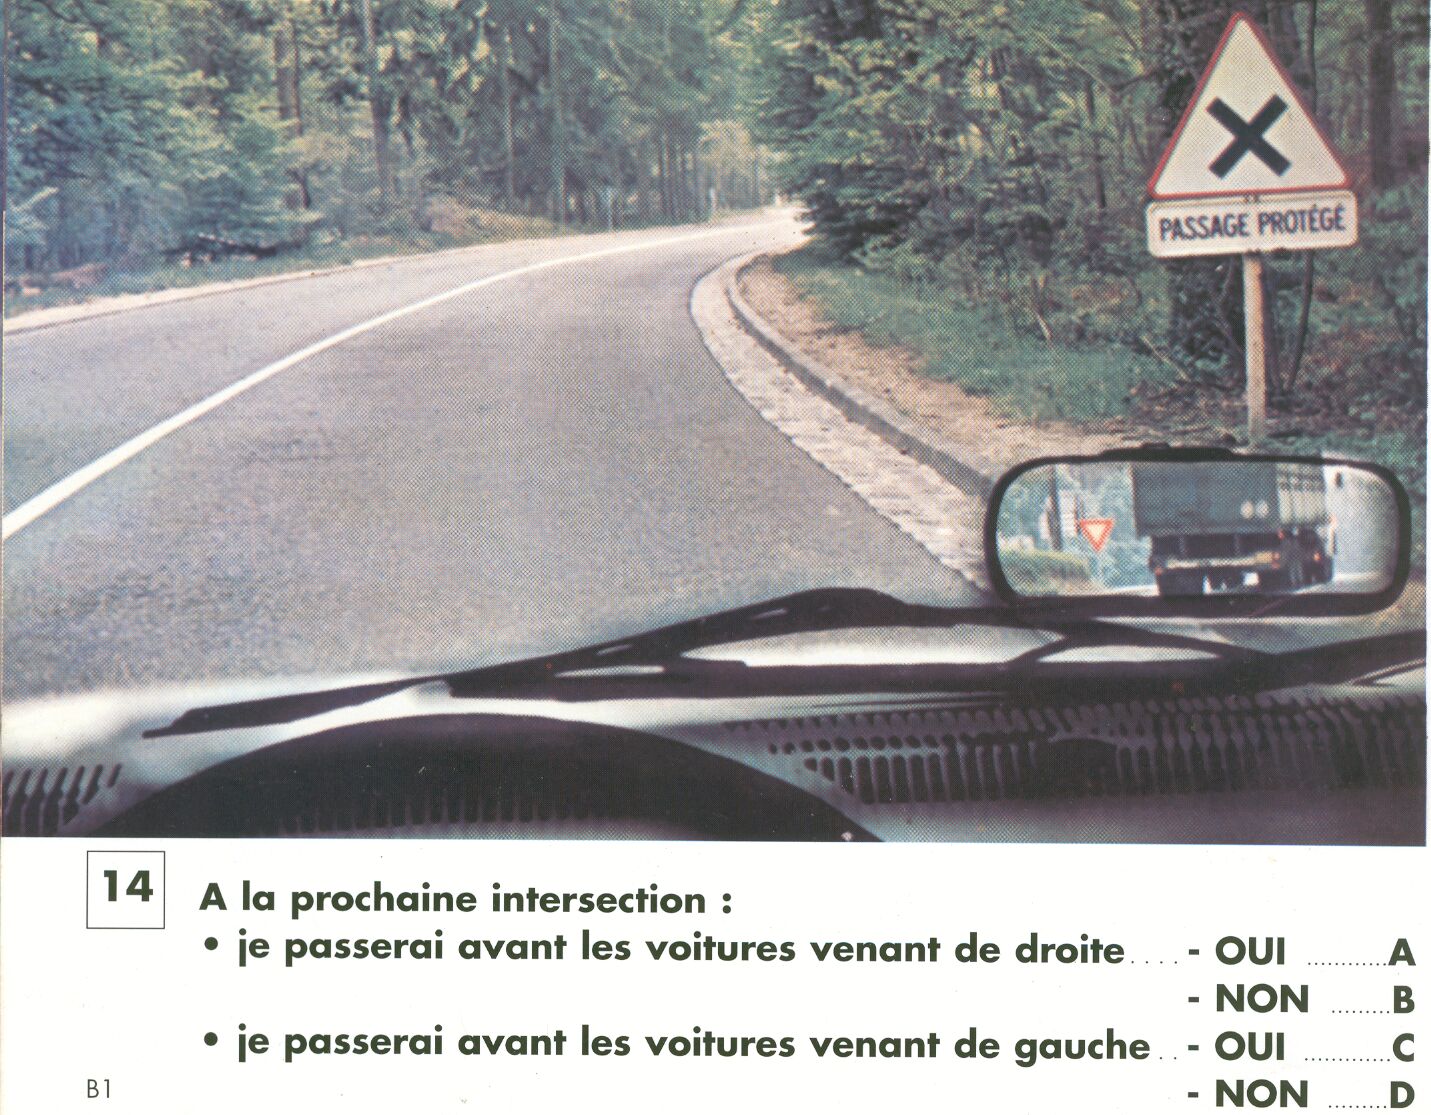 PASSAGE PROTÉGÉ
14
A la prochaine intersection :
• je passerai avant les voitures venant de droite .... - OUI ............A
- NON .........B
• je passerai avant les voitures venant de gauche .. - OUI ............C
- NON ........D
B1